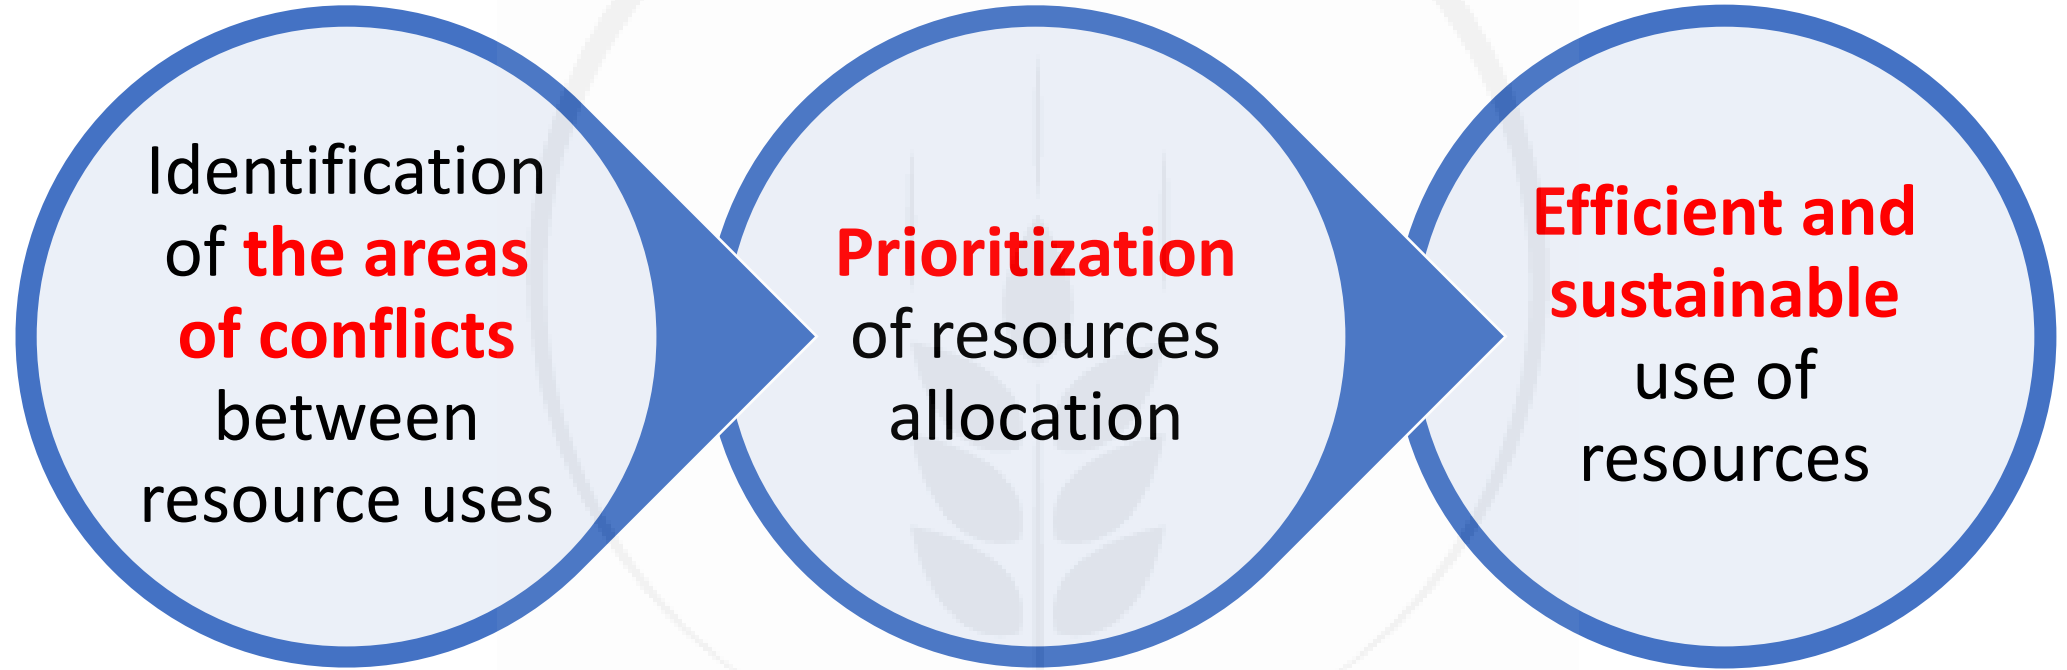 Identification
of the areas
of conflicts
between
resource uses
Prioritization
of resources
allocation
Efficient and
sustainable
use of
resources